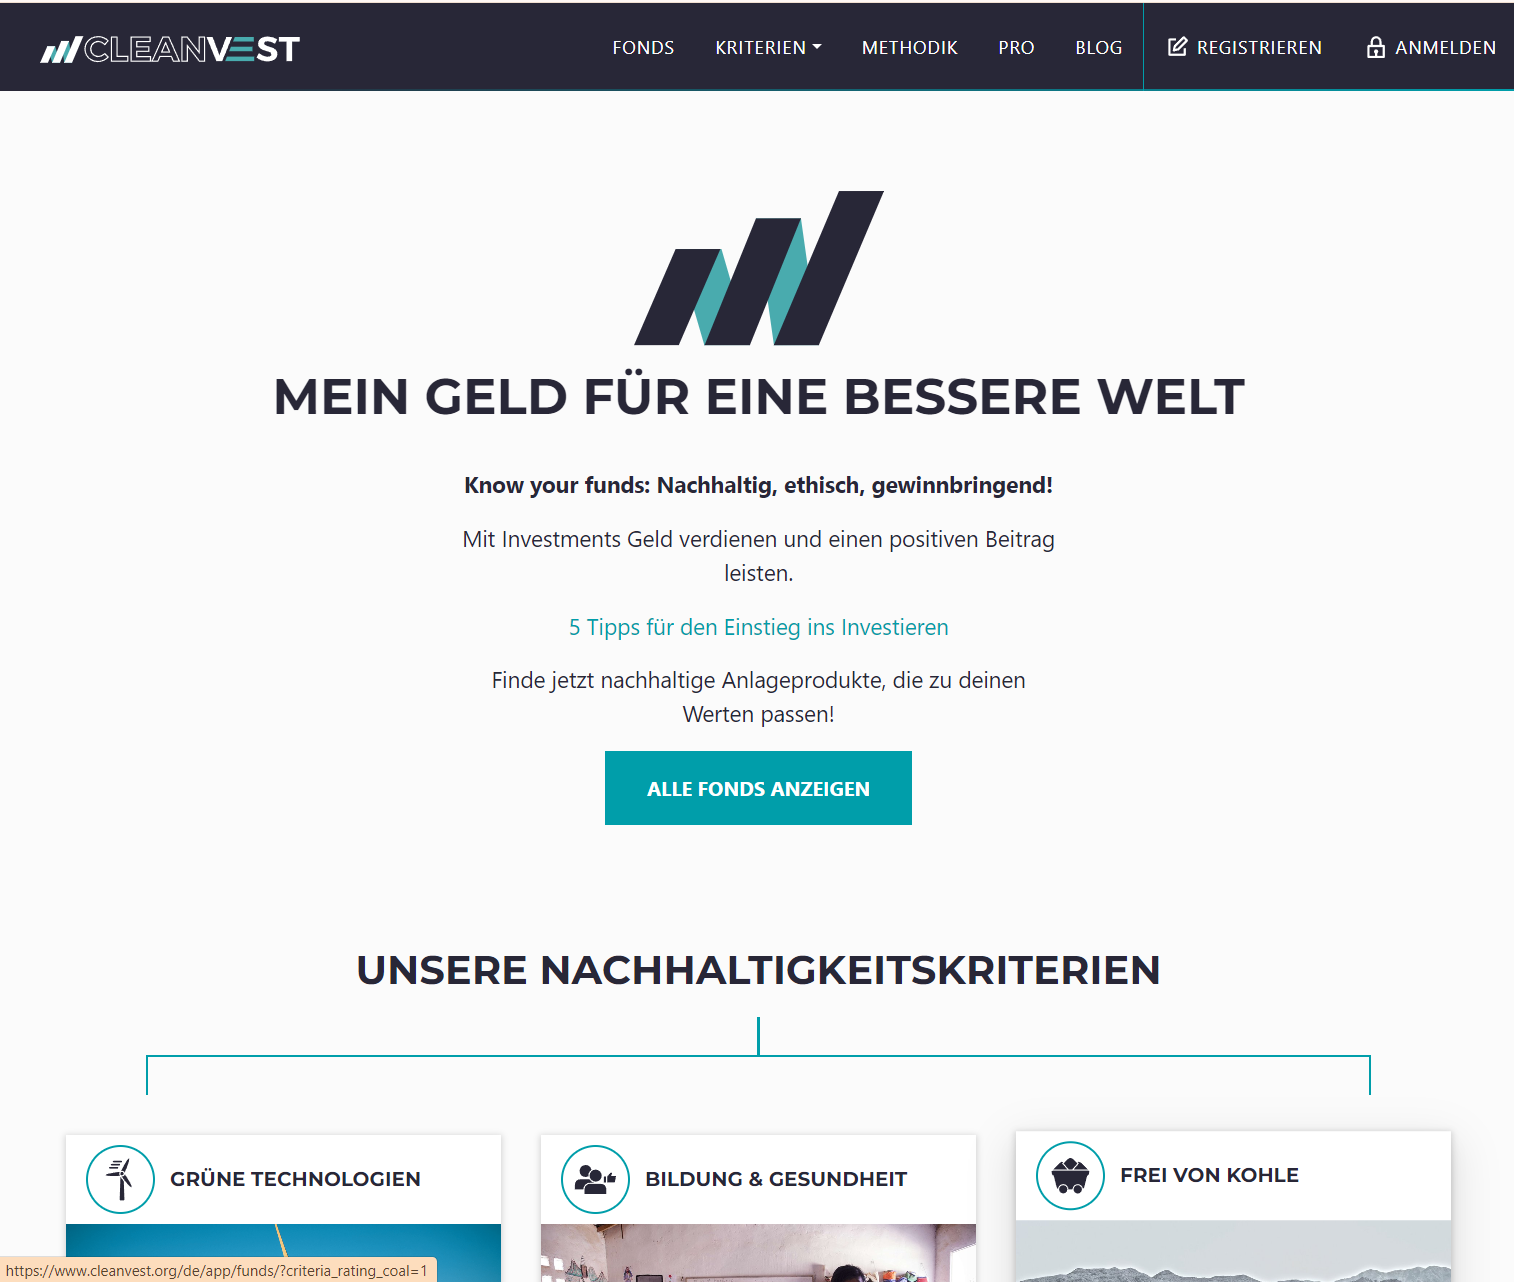 CLEANVEST
FONDS
KRITERIEN
METHODIK
PRO
BLOG
REGISTRIEREN
ANMELDEN
MEIN GELD FÜR EINE BESSERE WELT
Know your funds: Nachhaltig, ethisch, gewinnbringend!
Mit Investments Geld verdienen und einen positiven Beitrag
leisten.
5 Tipps für den Einstieg ins Investieren
Finde jetzt nachhaltige Anlageprodukte, die zu deinen
Werten passen!
ALLE FONDS ANZEIGEN
UNSERE NACHHALTIGKEITSKRITERIEN
GRÜNE TECHNOLOGIEN
BILDUNG & GESUNDHEIT
FREI VON KOHLE
https://www.cleanvest.org/de/app/funds/?criteria_rating_coal=1